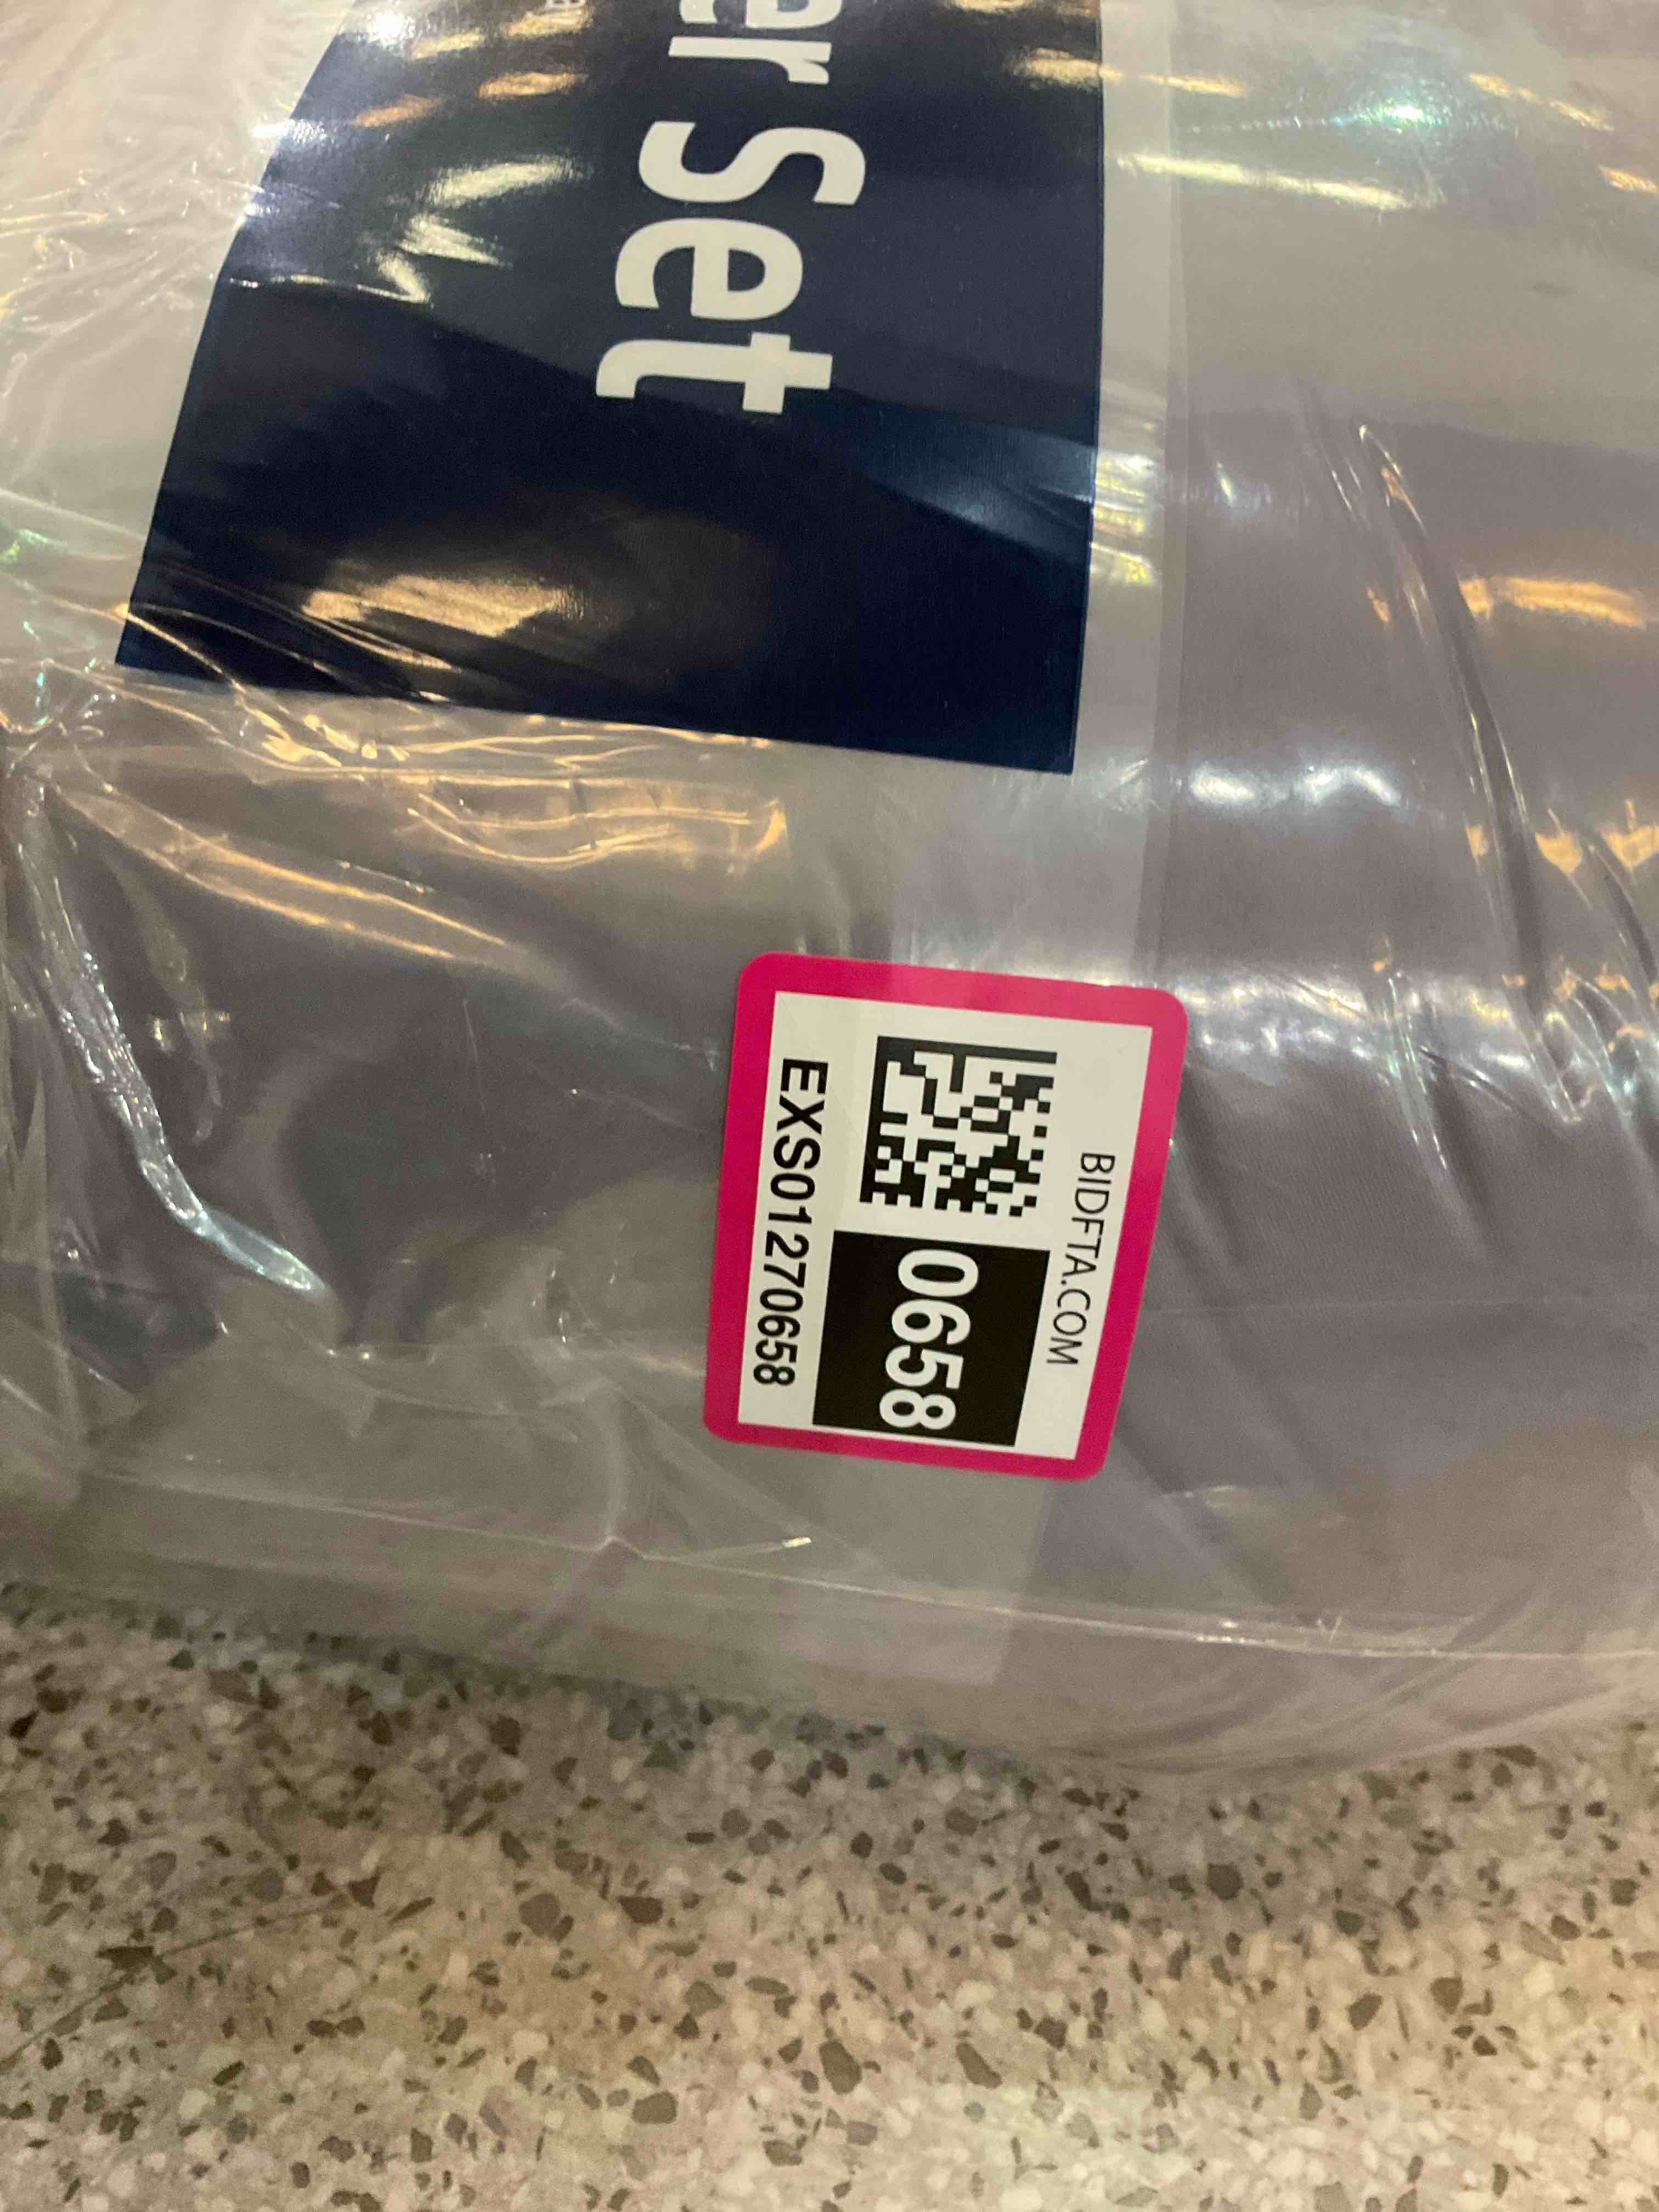 er Set
BIDFTA.COM
0658
EXS01270658